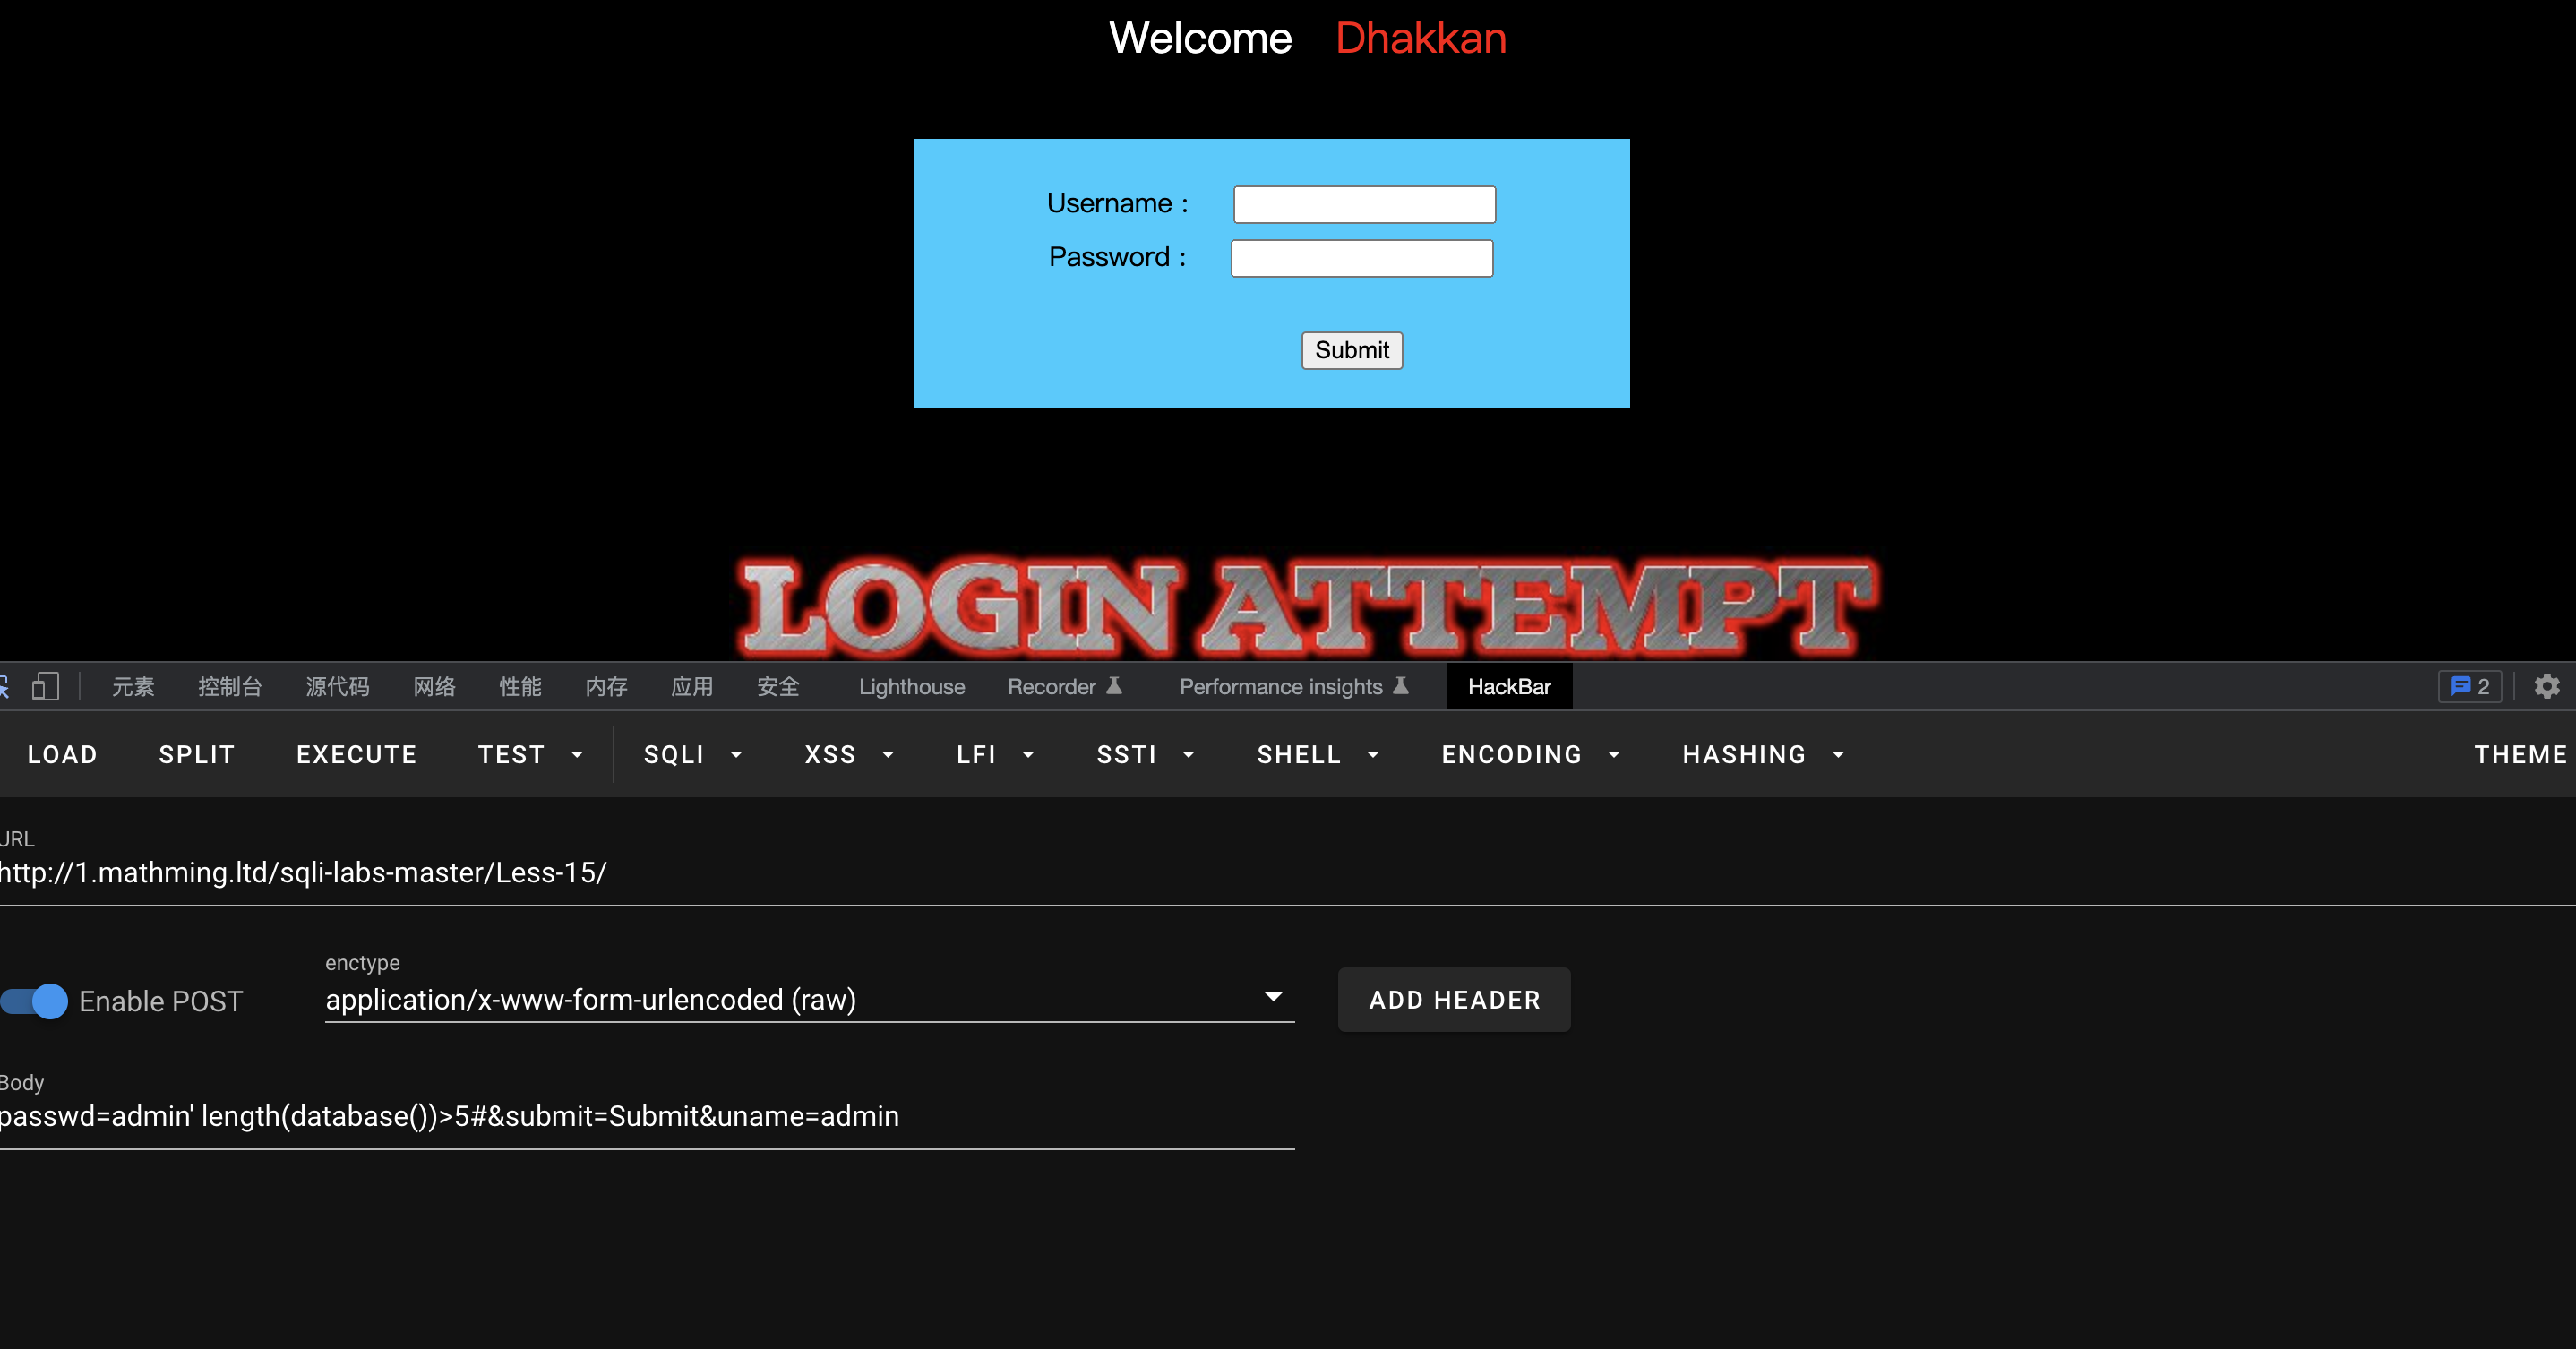 Welcome Dhakkan
Username :
Password :
Submit
LOGIN ATTEMPT
元素 控制台 源代码 网络 性能 内存 应用 安全 Lighthouse Recorder Performance insights HackBar 2
LOAD SPLIT EXECUTE TEST SQLI XSS LFI SSTI SHELL ENCODING HASHING THEME
URL
http://1.mathming.ltd/sqli-labs-master/Less-15/
enctype
Enable POST application/x-www-form-urlencoded (raw) ADD HEADER
Body
passwd=admin' length(database())>5#&submit=Submit&uname=admin